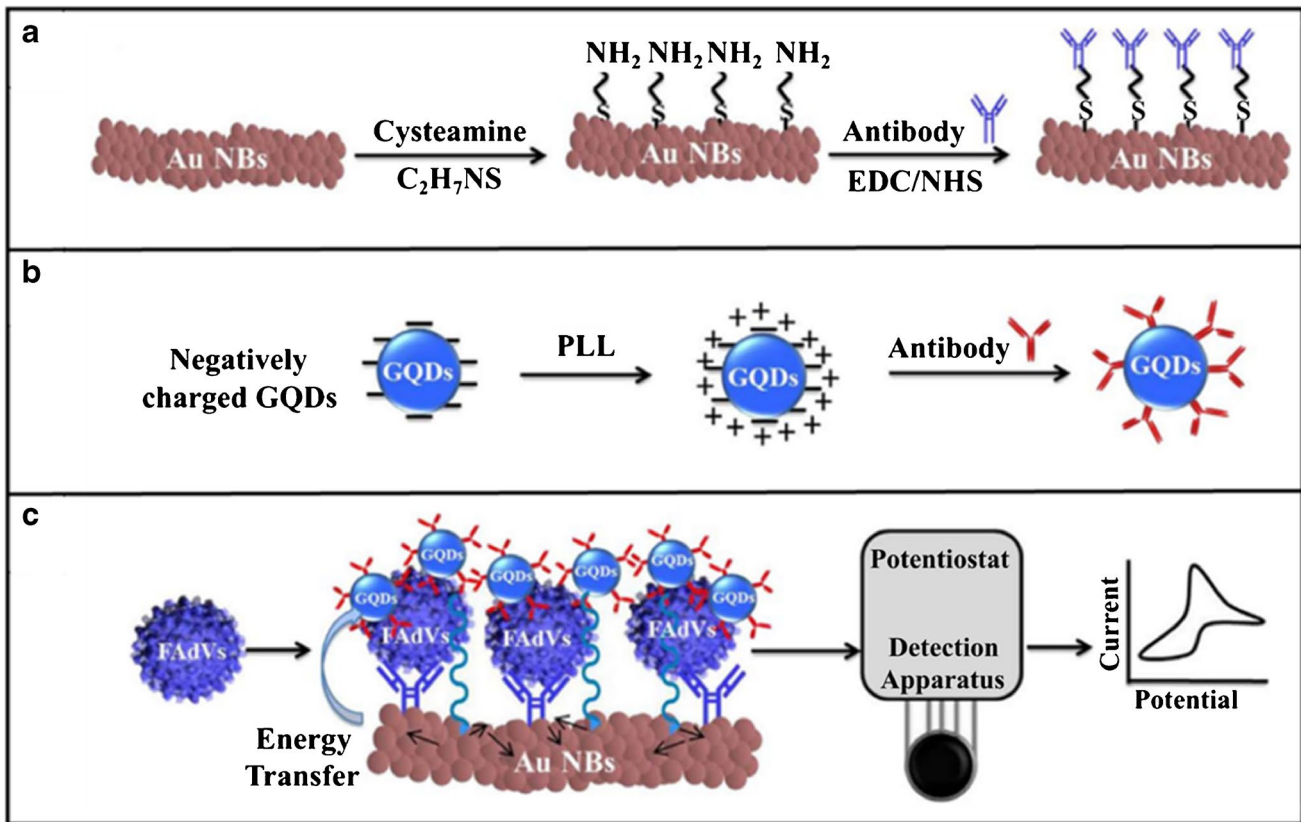 a
NH2 NH2 NH2 NH2
S S S S
Au NBs
Cysteamine
C2H7NS
Au NBs
Antibody
EDC/NHS
S S S S
Au NBs
b
Negatively
charged GQDs
GQDs
PLL
GQDs
Antibody
GQDs
c
FAdVs
GQDs
GQDs
GQDs
GQDs
GQDs
GQDs
FAdVs
FAdVs
FAdVs
Energy
Transfer
Au NBs
Potentiostat
Detection
Apparatus
Current
Potential